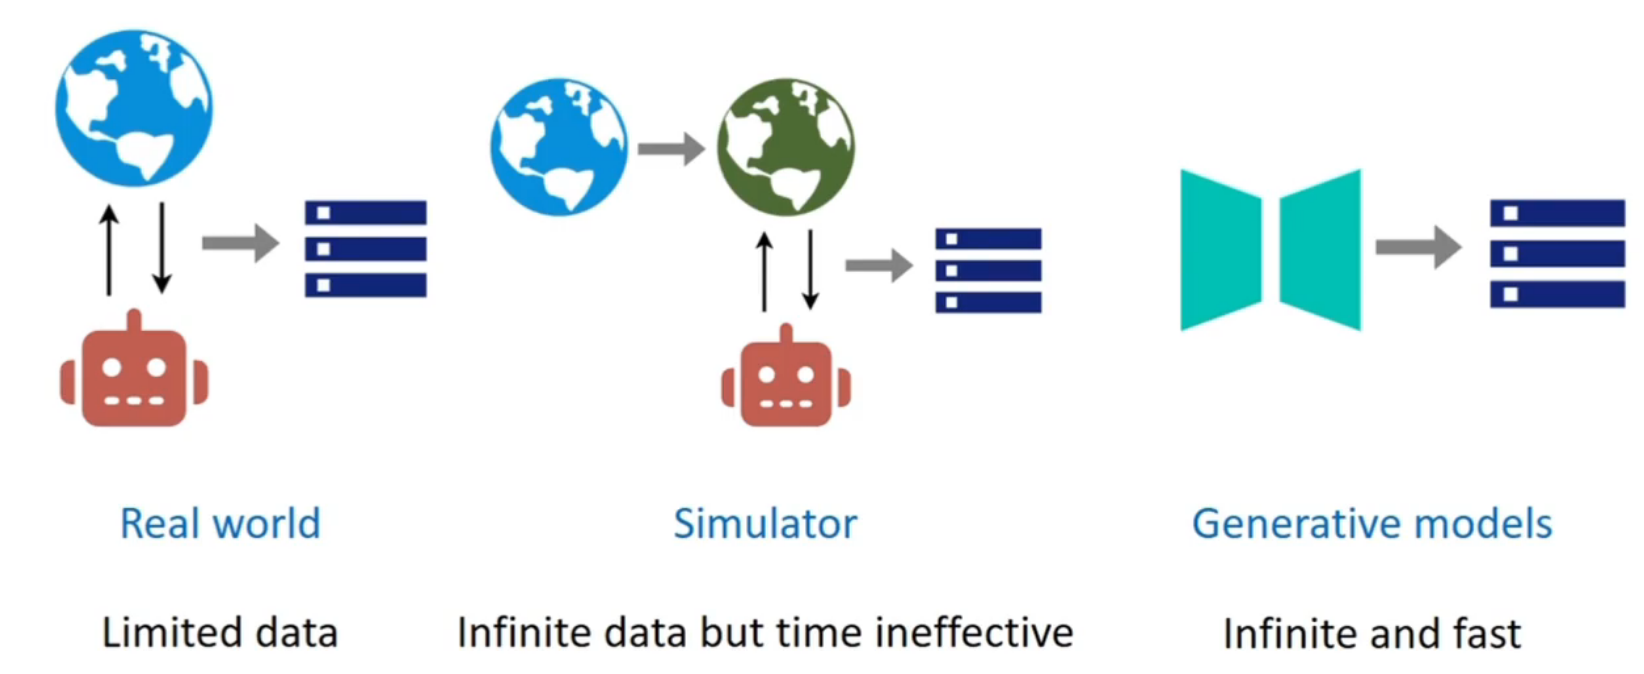 Real world
Simulator
Generative models
Limited data
Infinite data but time ineffective
Infinite and fast